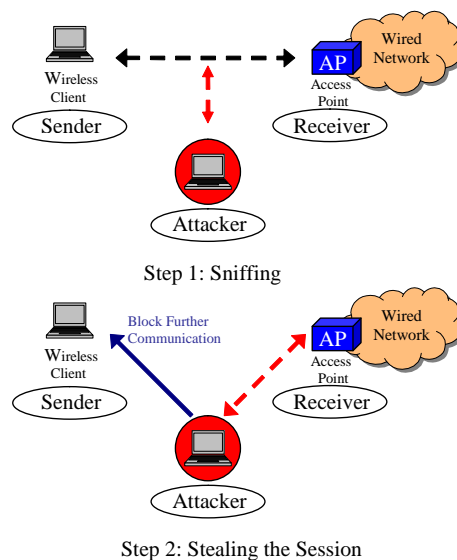 Wireless
Client
Sender
AP
Access
Point
Wired
Network
Receiver
Attacker
Step 1: Sniffing
Block Further
Communication
Wireless
Client
Sender
AP
Access
Point
Wired
Network
Receiver
Attacker
Step 2: Stealing the Session